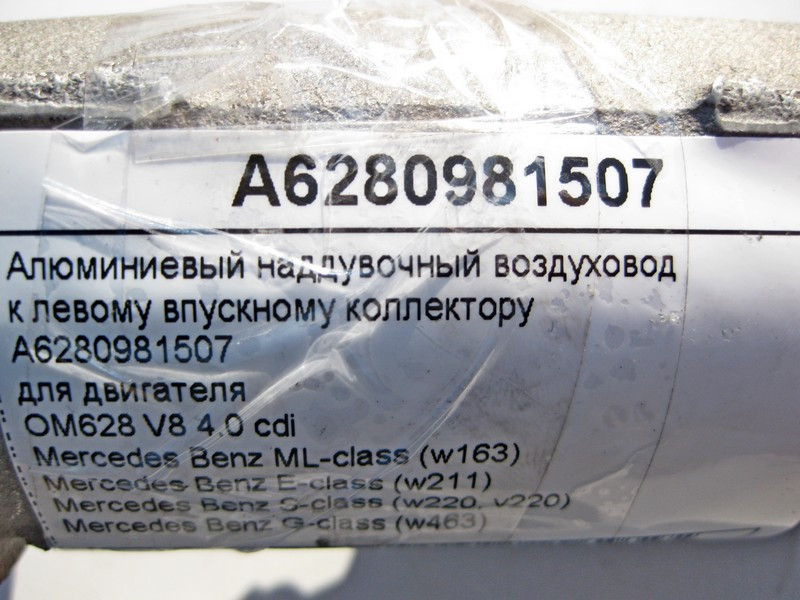 A6280981507
Алюминиевый наддувочный воздуховод
к левому впускному коллектору
A6280981507
для двигателя
OM628 V8 4.0 cdi
Mercedes Benz ML-class (w163)
Mercedes Benz E-class (w211)
Mercedes Benz S-class (w220, v220)
Mercedes Benz G-class (w463)